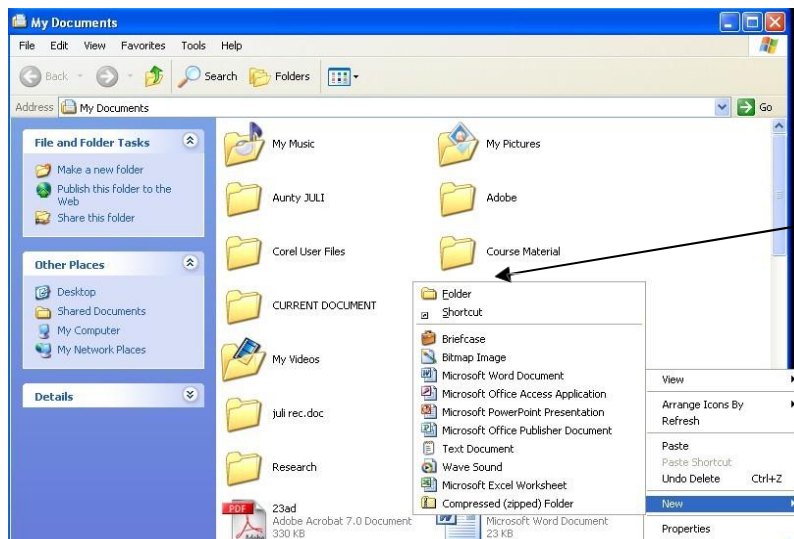 My Documents
File Edit View Favorites Tools Help
Back Search Folders
Address My Documents Go
File and Folder Tasks
Make a new folder
Publish this folder to the
Web
Share this folder
Other Places
Desktop
Shared Documents
My Computer
My Network Places
Details
My Music
My Pictures
Aunty JULI
Adobe
Corel User Files
Course Material
CURRENT DOCUMENT
My Videos
juli rec.doc
Research
PDF
Adobe
23ad
Adobe Acrobat 7.0 Document
330 KB
Microsoft Word Document
23 KB
Folder
Shortcut
Briefcase
Bitmap Image
Microsoft Word Document
Microsoft Office Access Application
Microsoft PowerPoint Presentation
Microsoft Office Publisher Document
Text Document
Wave Sound
Microsoft Excel Worksheet
Compressed (zipped) Folder
View
Arrange Icons By
Refresh
Paste
Paste Shortcut
Undo Delete Ctrl+Z
New
Properties